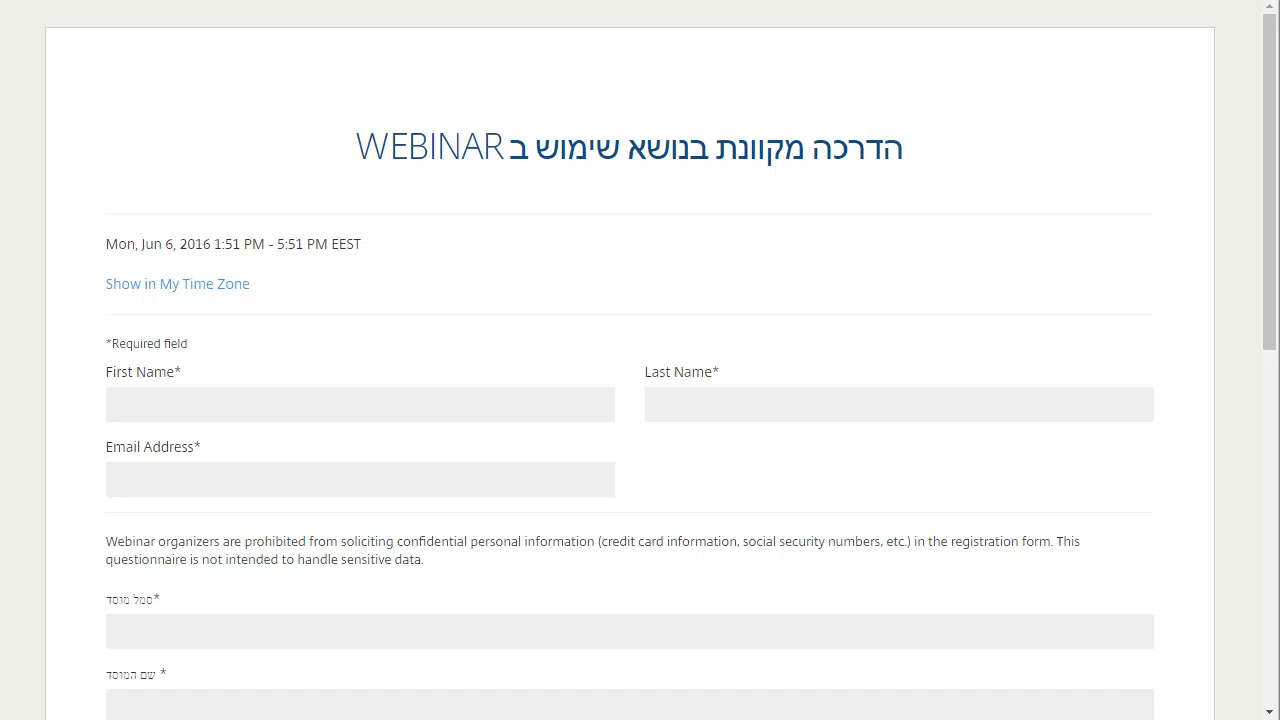 הדרכה מקוונת בנושא שימוש ב WEBINAR
Mon, Jun 6, 2016 1:51 PM - 5:51 PM EEST
Show in My Time Zone
*Required field
First Name*
Last Name*
Email Address*
Webinar organizers are prohibited from soliciting confidential personal information (credit card information, social security numbers, etc.) in the registration form. This
questionnaire is not intended to handle sensitive data.
סמל מוסד*
שם המוסד *